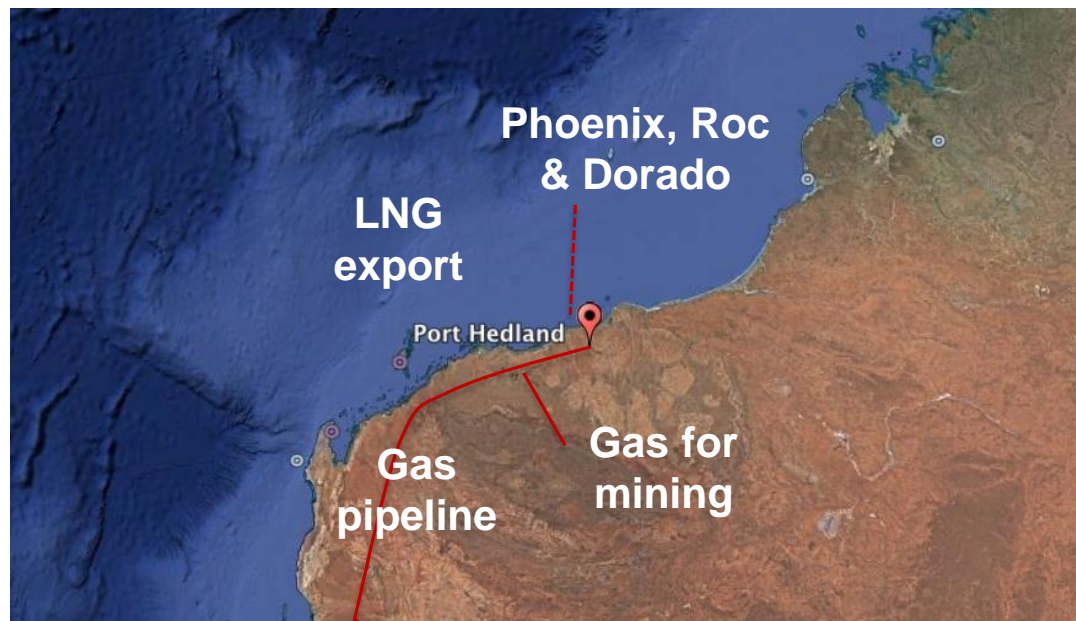 Phoenix, Roc
& Dorado
LNG
export
Port Hedland
Gas for
mining
Gas
pipeline